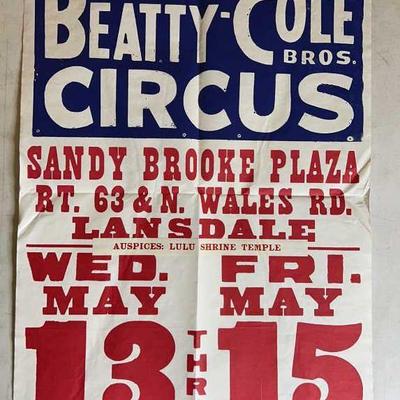 BEATTY-COLE
BROS.
CIRCUS
SANDY BROOKE PLAZA
RT. 63 & N. WALES RD.
LANSDALE
AUSPICES: LULU SHRINE TEMPLE
WED. FRI.
MAY MAY
13 THR 15